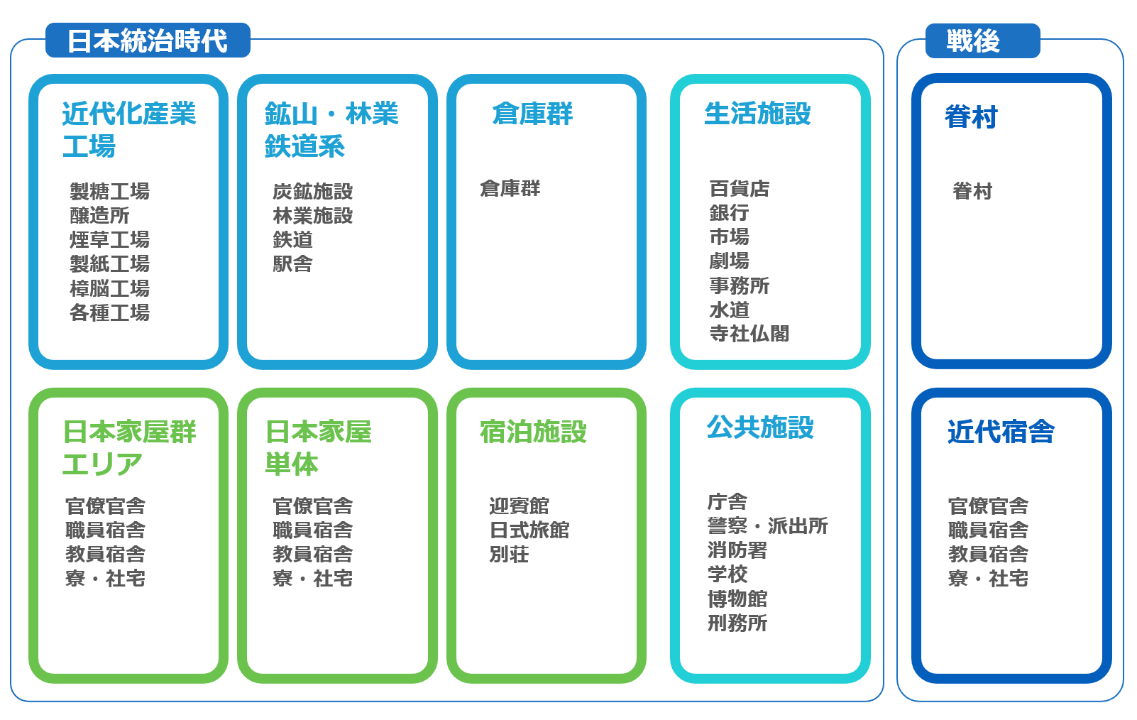 日本統治時代
近代化産業
工場
製糖工場
醸造所
煙草工場
製紙工場
樟脳工場
各種工場
鉱山・林業
鉄道系
炭鉱施設
林業施設
鉄道
駅舎
倉庫群
倉庫群
生活施設
百貨店
銀行
市場
劇場
事務所
水道
寺社仏閣
日本家屋群
エリア
官僚官舎
職員宿舎
教員宿舎
寮・社宅
日本家屋
単体
官僚官舎
職員宿舎
教員宿舎
寮・社宅
宿泊施設
迎賓館
日式旅館
別荘
公共施設
庁舎
警察・派出所
消防署
学校
博物館
刑務所
戦後
眷村
眷村
近代宿舎
官僚官舎
職員宿舎
教員宿舎
寮・社宅